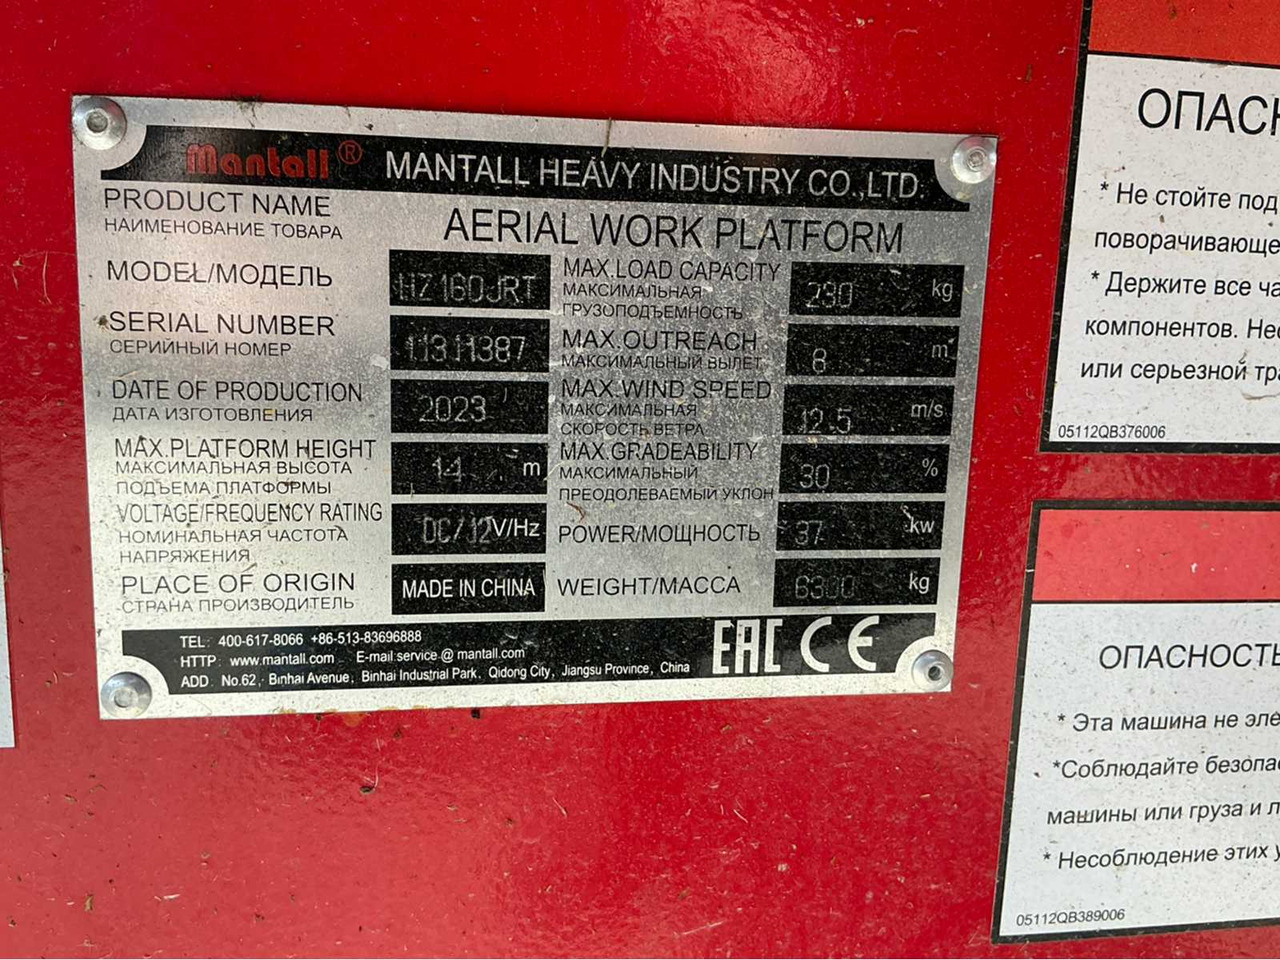 Mantall® MANTALL HEAVY INDUSTRY CO.,LTD.
PRODUCT NAME
НАИМЕНОВАНИЕ ТОВАРА
AERIAL WORK PLATFORM
MODEL/МОДЕЛЬ HZ160JRT
SERIAL NUMBER
СЕРИЙНЫЙ НОМЕР
11311387
DATE OF PRODUCTION
ДАТА ИЗГОТОВЛЕНИЯ
2023
MAX.PLATFORM HEIGHT
МАКСИМАЛЬНАЯ ВЫСОТА
ПОДЪЕМА ПЛАТФОРМЫ
14 m
VOLTAGE/FREQUENCY RATING
НОМИНАЛЬНАЯ ЧАСТОТА
НАПРЯЖЕНИЯ
DC/12V/Hz
PLACE OF ORIGIN
СТРАНА ПРОИЗВОДИТЕЛЬ
MADE IN CHINA
MAX.LOAD CAPACITY
МАКСИМАЛЬНАЯ
ГРУЗОПОДЪЕМНОСТЬ
230 kg
MAX.OUTREACH
МАКСИМАЛЬНЫЙ ВЫЛЕТ
8 m
MAX.WIND SPEED
МАКСИМАЛЬНАЯ
СКОРОСТЬ ВЕТРА
12.5 m/s
MAX.GRADEABILITY
МАКСИМАЛЬНЫЙ
ПРЕОДОЛЕВАЕМЫЙ УКЛОН
30 %
POWER/МОЩНОСТЬ 37 kw
WEIGHT/МАССА 6300 kg
TEL: 400-617-8066 +86-513-83696888
HTTP: www.mantall.com E-mail:service@mantall.com
ADD: No.62, Binhai Avenue, Binhai Industrial Park, Qidong City, Jiangsu Province, China
EAC CE
ОПАС
* Не стойте под
поворачивающе
* Держите все ча
компонентов. Нес
или серьезной тра
05112QB376006
ОПАСНОСТЬ
* Эта машина не эле
*Соблюдайте безопас
машины или груза и л
* Несоблюдение этих у
05112QB389006